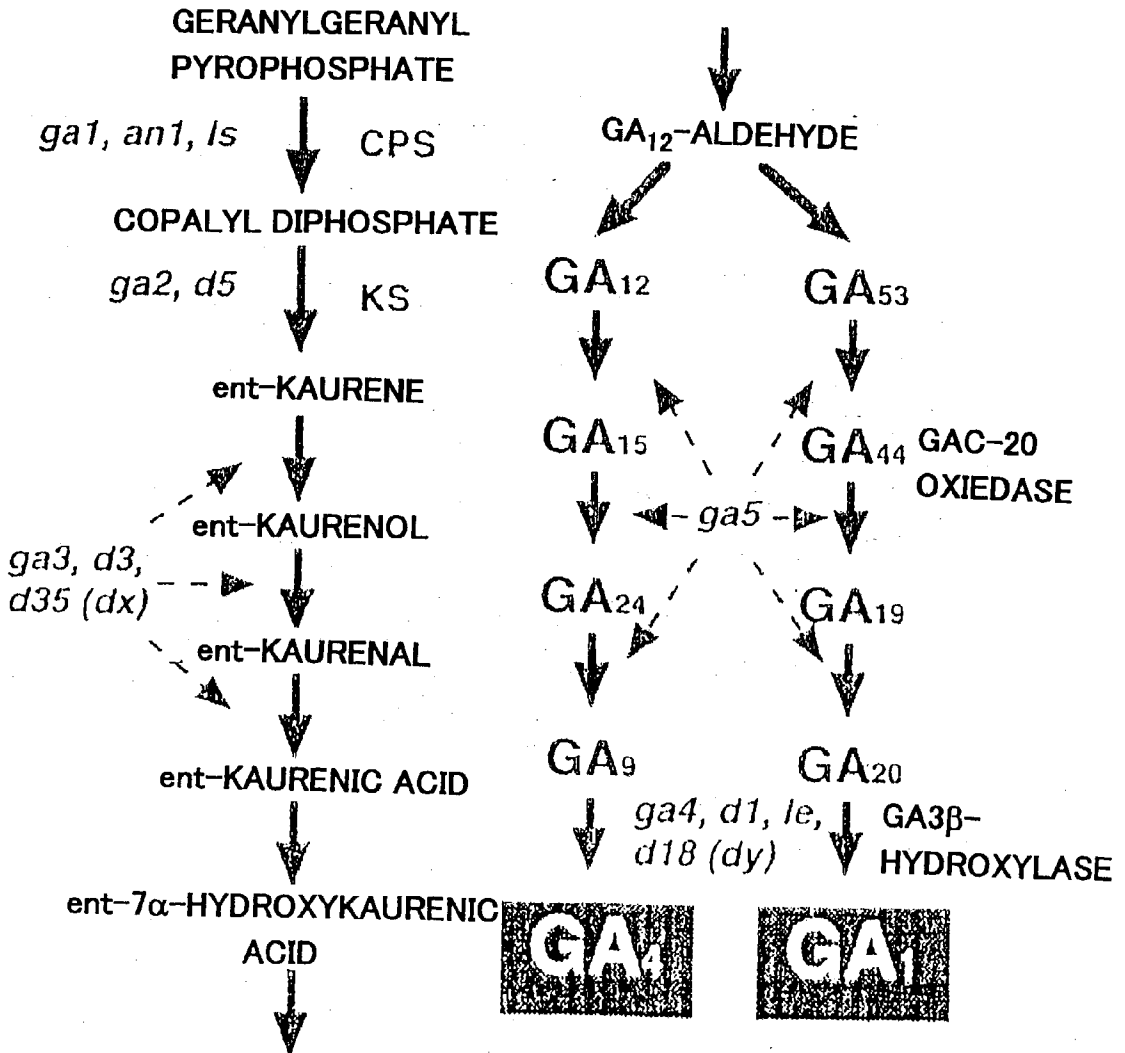 GERANYLGERANYL
PYROPHOSPHATE
ga1, an1, ls
CPS
COPALYL DIPHOSPHATE
ga2, d5
KS
ent-KAURENE
ent-KAURENOL
ga3, d3,
d35 (dx)
ent-KAURENAL
ent-KAURENIC ACID
ent-7α-HYDROXYKAURENIC
ACID
GA12-ALDEHYDE
GA12
GA53
GA15
GA44
GAC-20
OXIEDASE
ga5
GA24
GA19
GA9
GA20
ga4, d1, le,
d18 (dy)
GA3β-
HYDROXYLASE
GA4
GA1